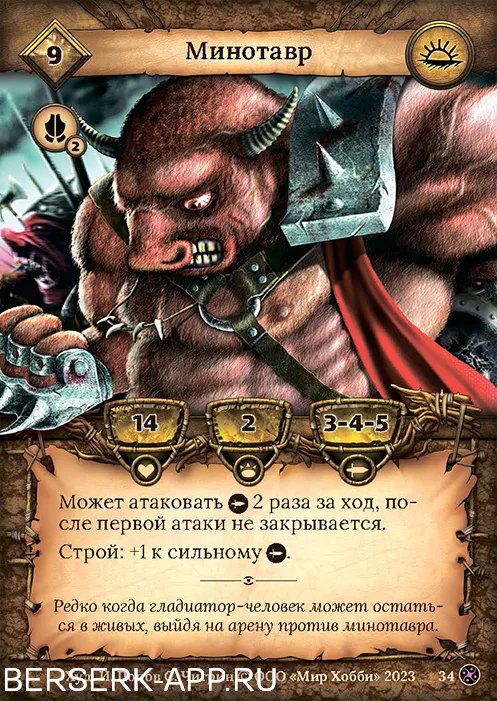 9
Минотавр
2
14
2
3-4-5
Может атаковать 2 раза за ход, по-
сле первой атаки не закрывается.
Строй: +1 к сильному .
Редко когда гладиатор-человек может остать-
ся в живых, выйдя на арену против минотавра.
© ООО «Мир Хобби» 2023 34
BERSERK-APP.RU